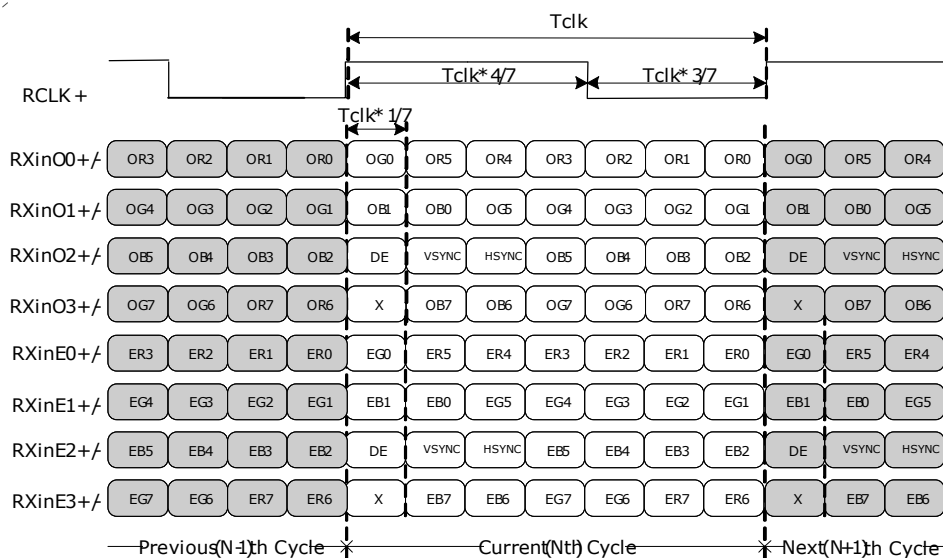 Tclk
Tclk* 4/7 Tclk* 3/7
RCLK +
Tclk* 1/7
RXinO0+/- OR3 OR2 OR1 OR0 OG0 OR5 OR4 OR3 OR2 OR1 OR0 OG0 OR5 OR4
RXinO1+/- OG4 OG3 OG2 OG1 OB1 OB0 OG5 OG4 OG3 OG2 OG1 OB1 OB0 OG5
RXinO2+/- OB5 OB4 OB3 OB2 DE VSYNC HSYNC OB5 OB4 OB3 OB2 DE VSYNC HSYNC
RXinO3+/- OG7 OG6 OR7 OR6 X OB7 OB6 OG7 OG6 OR7 OR6 X OB7 OB6
RXinE0+/- ER3 ER2 ER1 ER0 EG0 ER5 ER4 ER3 ER2 ER1 ER0 EG0 ER5 ER4
RXinE1+/- EG4 EG3 EG2 EG1 EB1 EB0 EG5 EG4 EG3 EG2 EG1 EB1 EB0 EG5
RXinE2+/- EB5 EB4 EB3 EB2 DE VSYNC HSYNC EB5 EB4 EB3 EB2 DE VSYNC HSYNC
RXinE3+/- EG7 EG6 ER7 ER6 X EB7 EB6 EG7 EG6 ER7 ER6 X EB7 EB6
Previous(N-1)th Cycle Current(Nth) Cycle Next(N+1)th Cycle